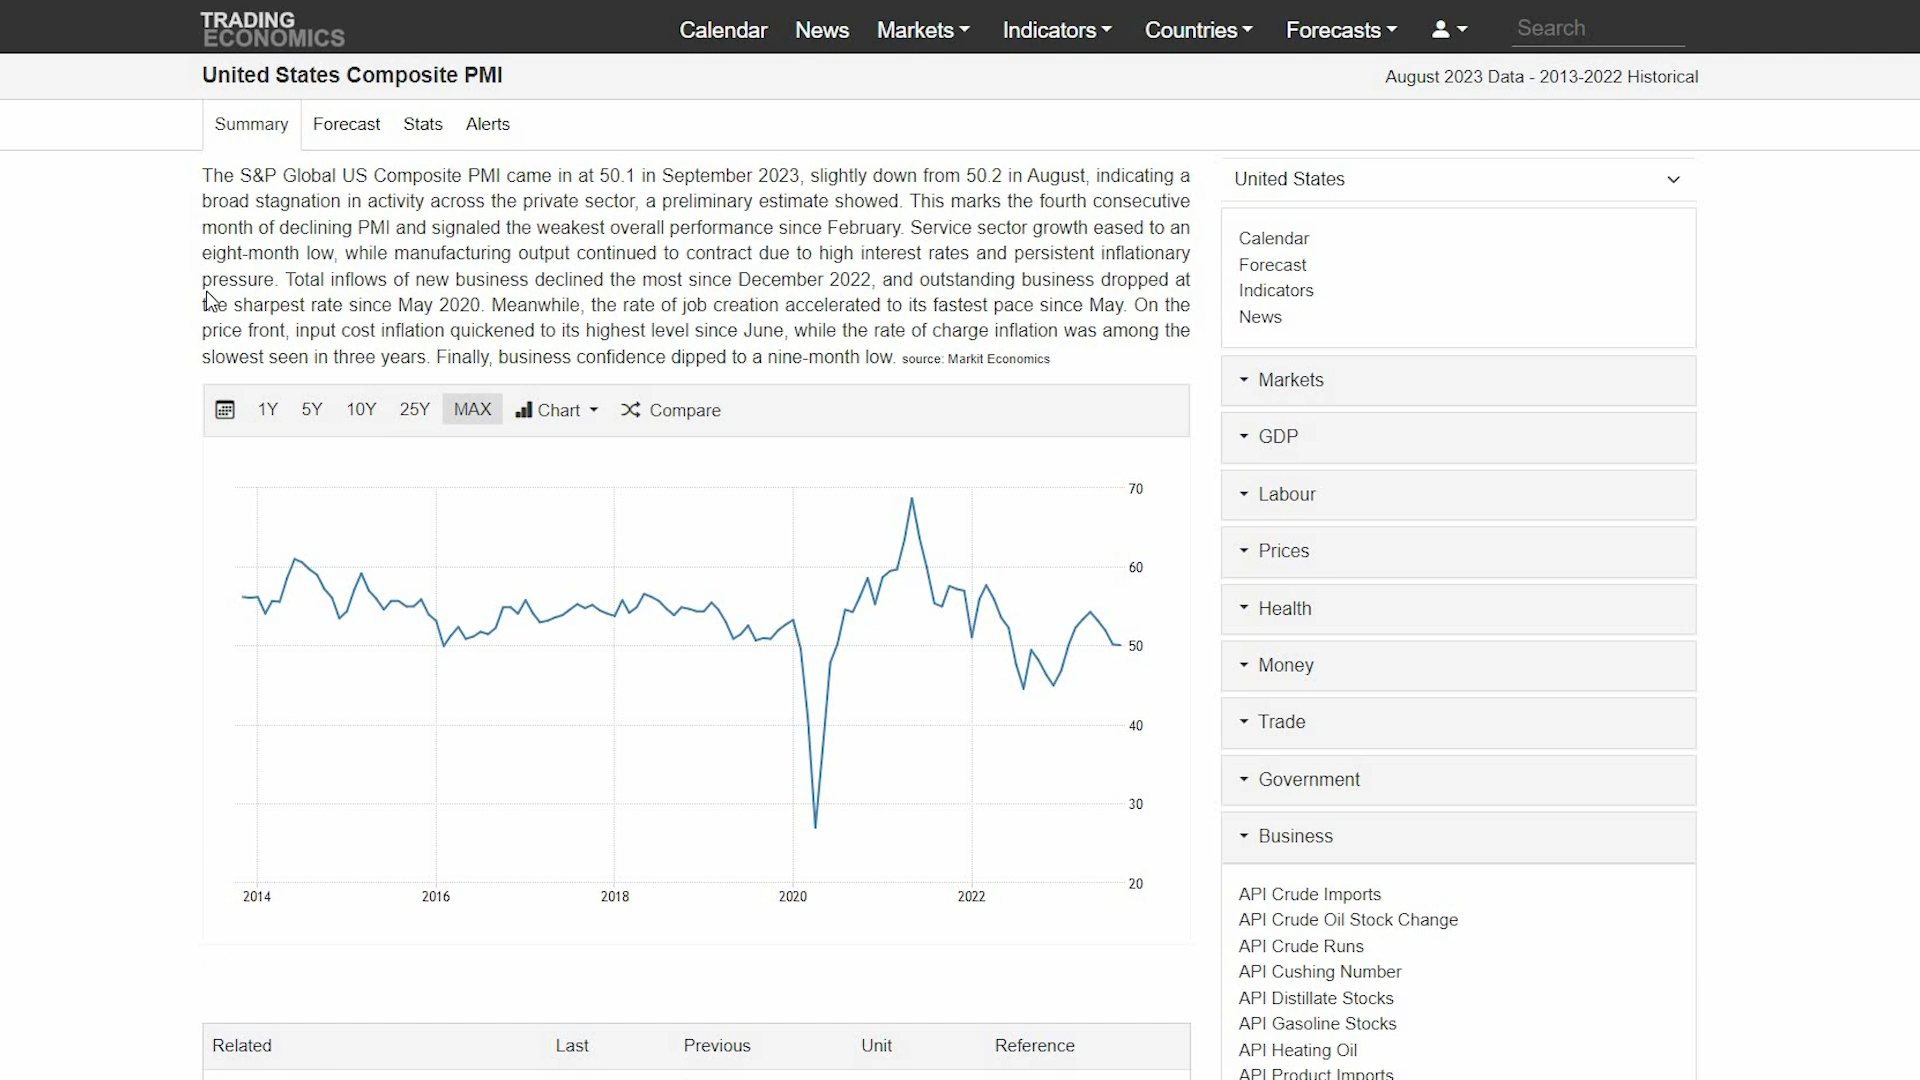 TRADING
ECONOMICS
Calendar News Markets Indicators Countries Forecasts Search
United States Composite PMI
August 2023 Data - 2013-2022 Historical
Summary Forecast Stats Alerts
The S&P Global US Composite PMI came in at 50.1 in September 2023, slightly down from 50.2 in August, indicating a
broad stagnation in activity across the private sector, a preliminary estimate showed. This marks the fourth consecutive
month of declining PMI and signaled the weakest overall performance since February. Service sector growth eased to an
eight-month low, while manufacturing output continued to contract due to high interest rates and persistent inflationary
pressure. Total inflows of new business declined the most since December 2022, and outstanding business dropped at
the sharpest rate since May 2020. Meanwhile, the rate of job creation accelerated to its fastest pace since May. On the
price front, input cost inflation quickened to its highest level since June, while the rate of charge inflation was among the
slowest seen in three years. Finally, business confidence dipped to a nine-month low. source: Markit Economics
1Y 5Y 10Y 25Y MAX Chart Compare
70
60
50
40
30
20
2014 2016 2018 2020 2022
Related Last Previous Unit Reference
United States
Calendar
Forecast
Indicators
News
Markets
GDP
Labour
Prices
Health
Money
Trade
Government
Business
API Crude Imports
API Crude Oil Stock Change
API Crude Runs
API Cushing Number
API Distillate Stocks
API Gasoline Stocks
API Heating Oil
API Product Imports